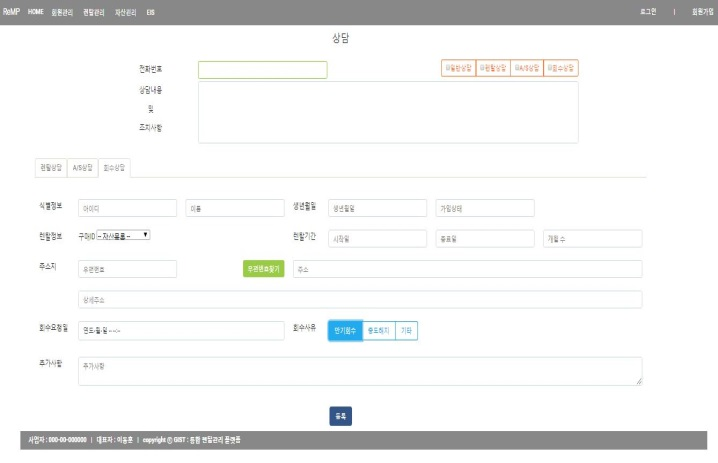 ReMP HOME 회원관리 렌탈관리 자산관리 EIS 로그인 | 회원가입
상담
전화번호 일반상담 렌탈상담 A/S상담 회수상담
상담내용
및
조치사항
렌탈상담 A/S상담 회수상담
식별정보 아이디 이름 생년월일 생년월일 가입상태
렌탈정보 구매ID -- 자산품목 -- 렌탈기간 시작일 종료일 개월 수
주소지 우편번호 우편번호찾기 주소
상세주소
회수요청일 연도-월-일 --:-- 회수사유 만기회수 중도해지 기타
추가사항 추가사항
등록
사업자 : 000-00-000000 | 대표자 : 이동훈 | copyright ⓒ GIST : 통합 렌탈관리 플랫폼